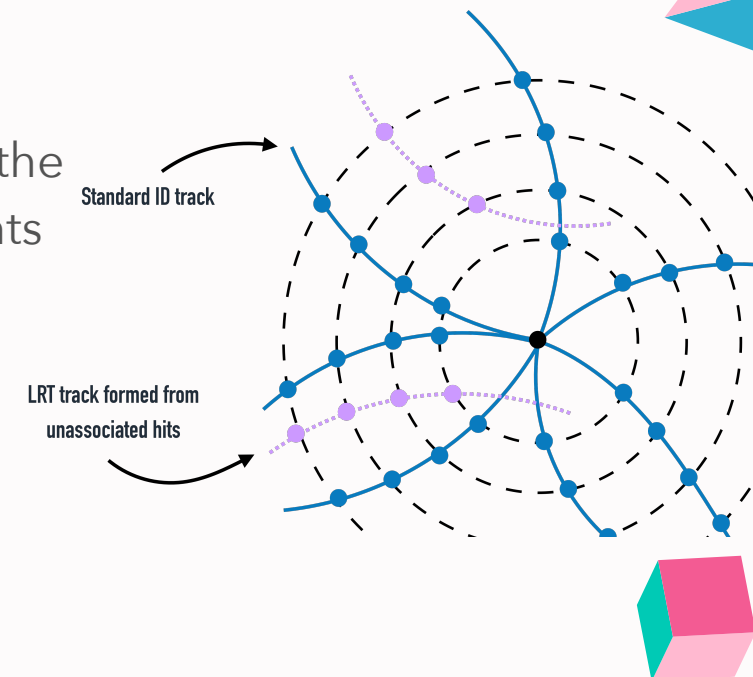 the
Standard ID track
nts
LRT track formed from
unassociated hits